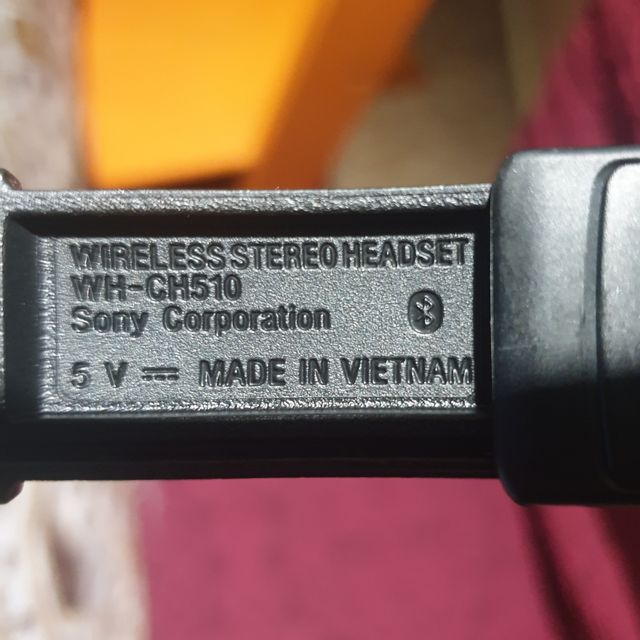 WIRELESS STEREO HEADSET
WH-CH510
Sony Corporation
5 V ⎓ MADE IN VIETNAM